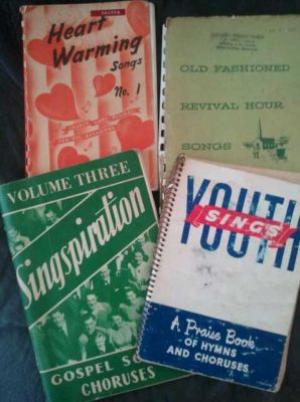 Heart
Warming
Songs
No. 1
OLD FASHIONED
REVIVAL HOUR
SONGS
VOLUME THREE
Singspiration
GOSPEL
CHORUSES
YOUTH
SINGS
A Praise Book
OF HYMNS
AND CHORUSES